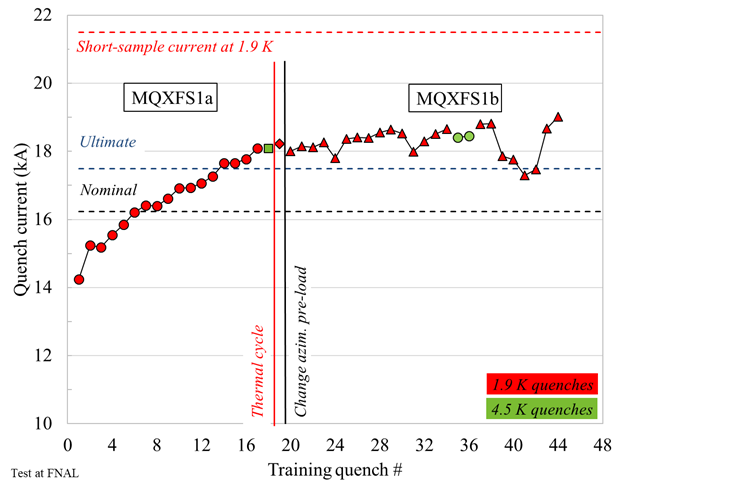 22
20
18
16
14
12
10
Quench current (kA)
Short-sample current at 1.9 K
MQXFS1a
MQXFS1b
Ultimate
Nominal
Thermal cycle
Change azim. pre-load
1.9 K quenches
4.5 K quenches
0 4 8 12 16 20 24 28 32 36 40 44 48
Training quench #
Test at FNAL